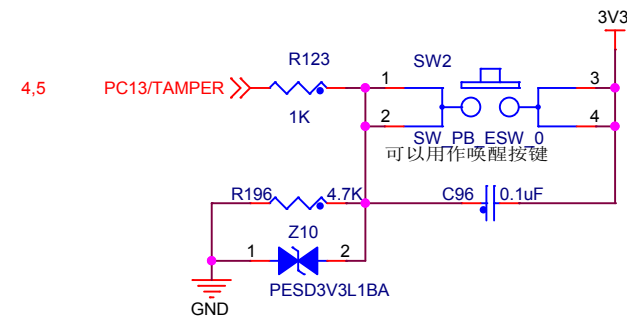 3V3
R123
SW2
1
3
4,5
PC13/TAMPER
1K
2
4
SW_PB_ESW_0
可以用作唤醒按键
R196
4.7K
C96
0.1uF
Z10
1
2
PESD3V3L1BA
GND